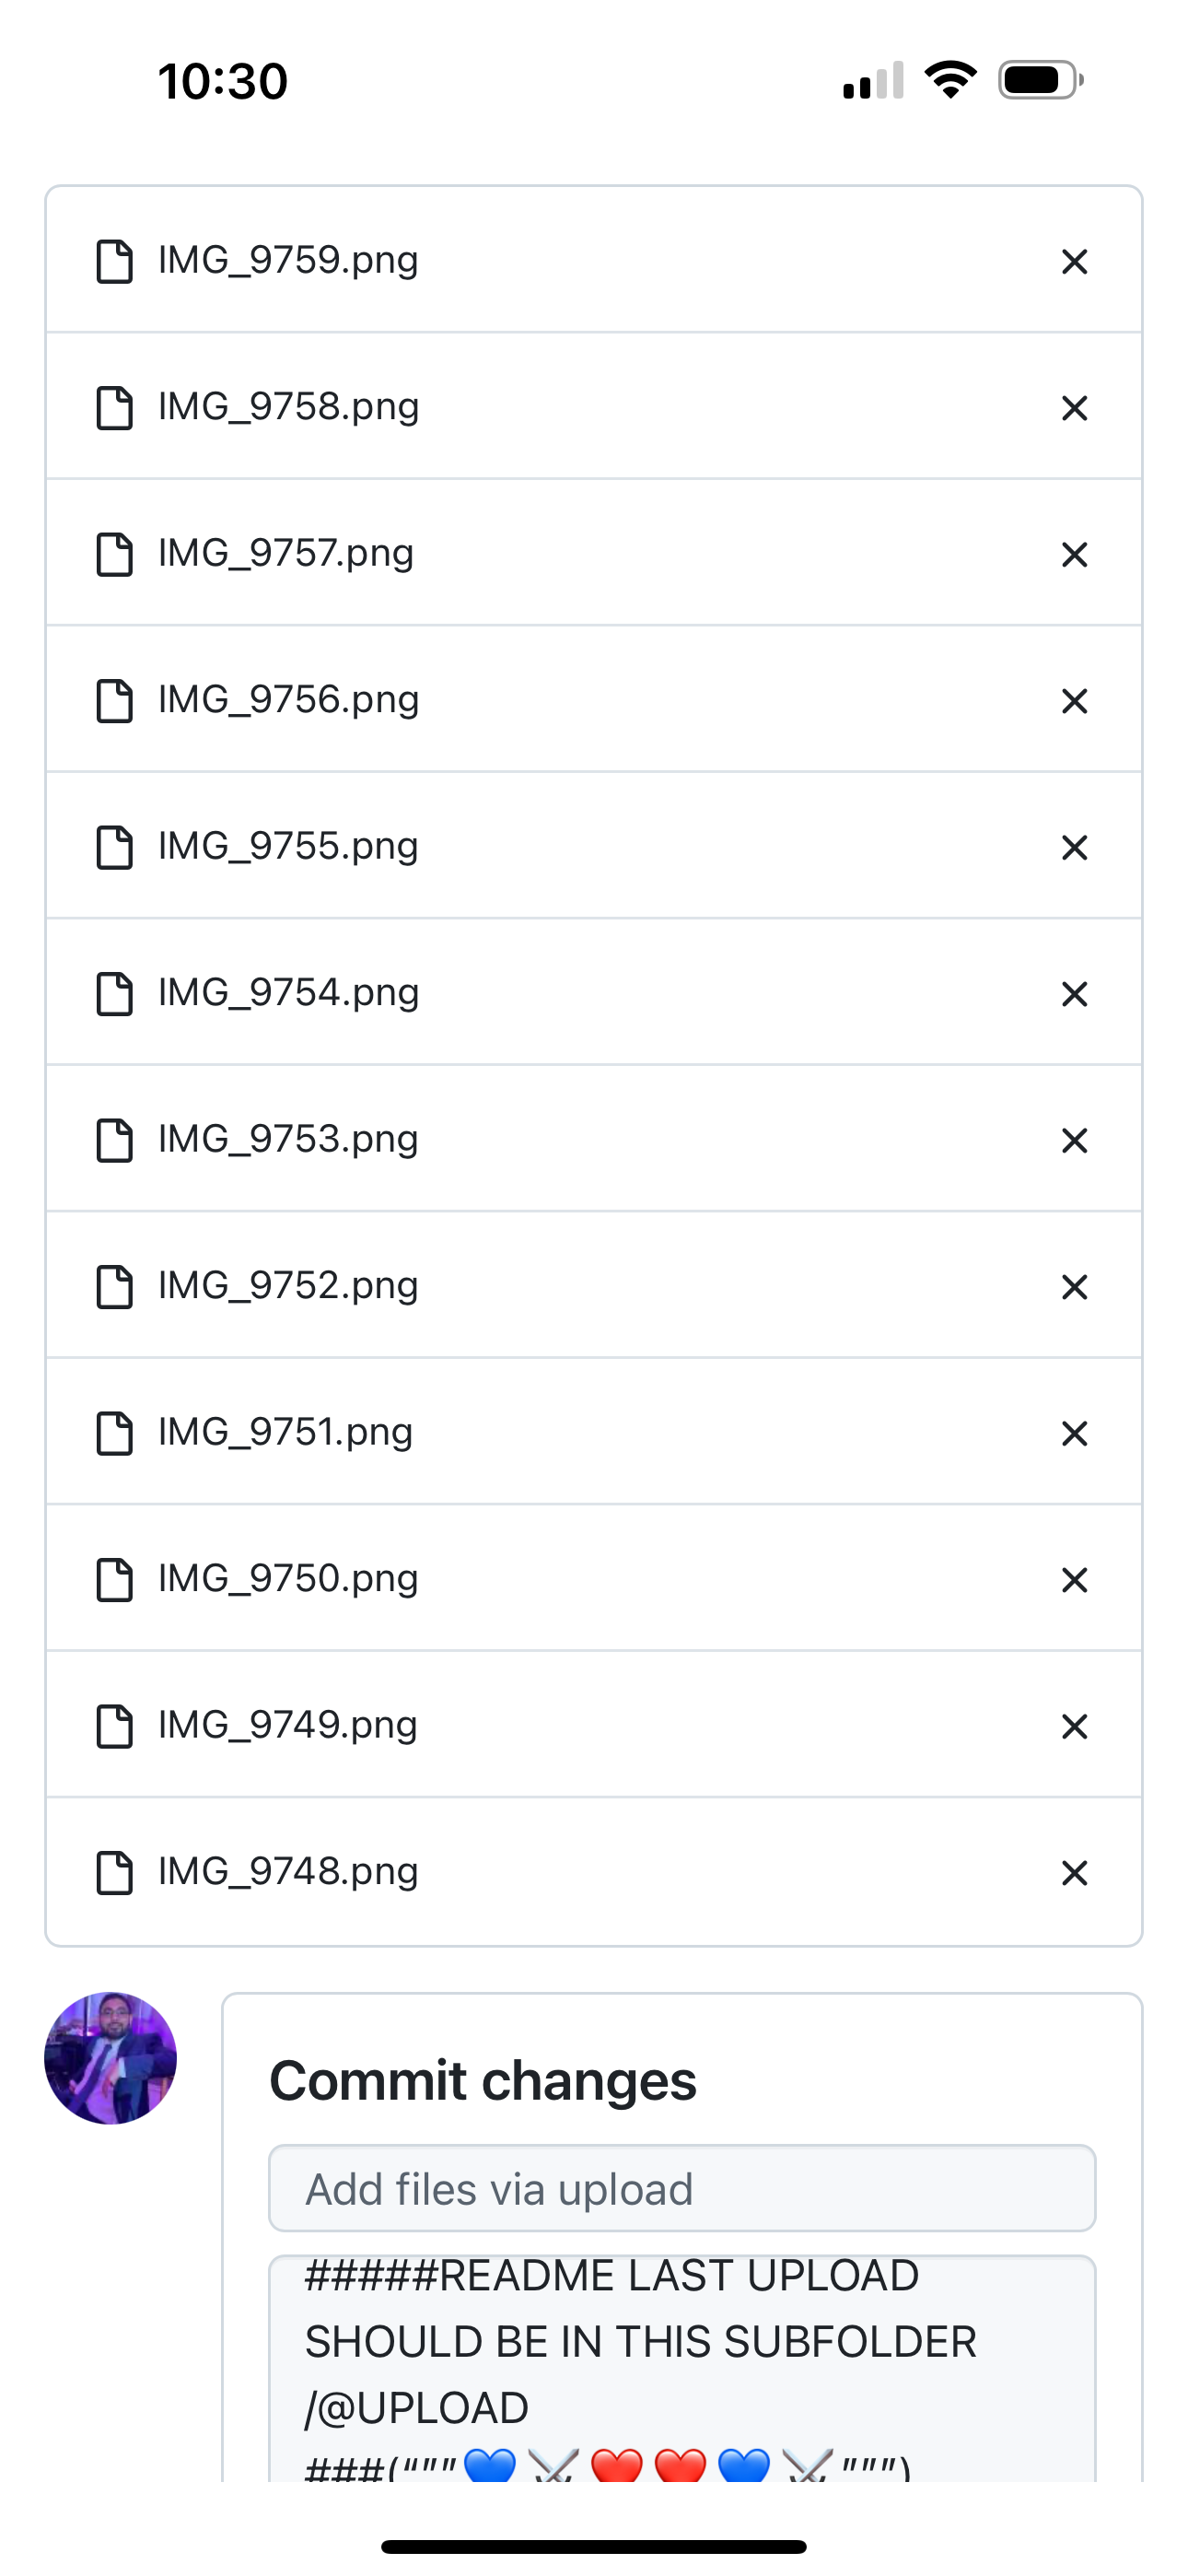 10:30
IMG_9759.png
IMG_9758.png
IMG_9757.png
IMG_9756.png
IMG_9755.png
IMG_9754.png
IMG_9753.png
IMG_9752.png
IMG_9751.png
IMG_9750.png
IMG_9749.png
IMG_9748.png
Commit changes
Add files via upload
#####README LAST UPLOAD
SHOULD BE IN THIS SUBFOLDER
/@UPLOAD
###(“””💙⚔️❤️❤️💙⚔️”””)